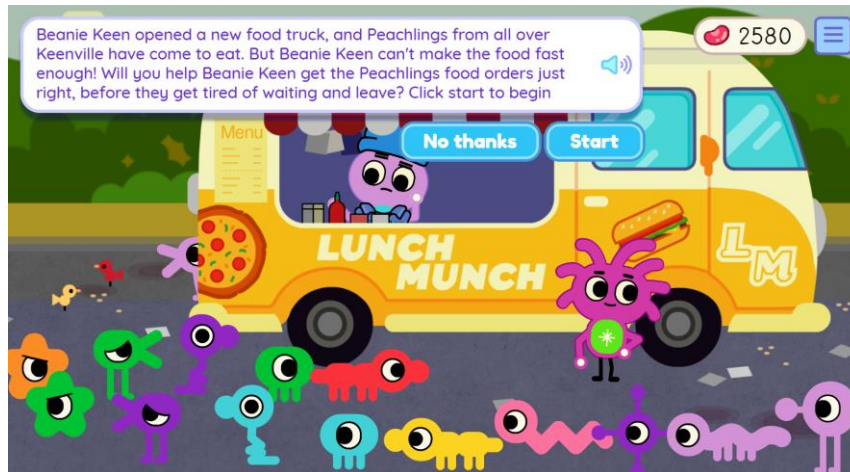 Beanie Keen opened a new food truck, and Peachlings from all over
Keenville have come to eat. But Beanie Keen can't make the food fast
enough! Will you help Beanie Keen get the Peachlings food orders just
right, before they get tired of waiting and leave? Click start to begin
2580
Menu
No thanks
Start
LUNCH
MUNCH
LM